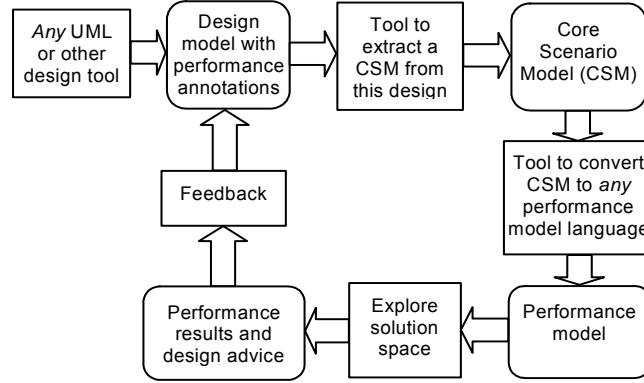 Any UML
or other
design tool
Design
model with
performance
annotations
Tool to
extract a
CSM from
this design
Core
Scenario
Model (CSM)
Tool to convert
CSM to any
performance
model language
Performance
model
Explore
solution
space
Performance
results and
design advice
Feedback